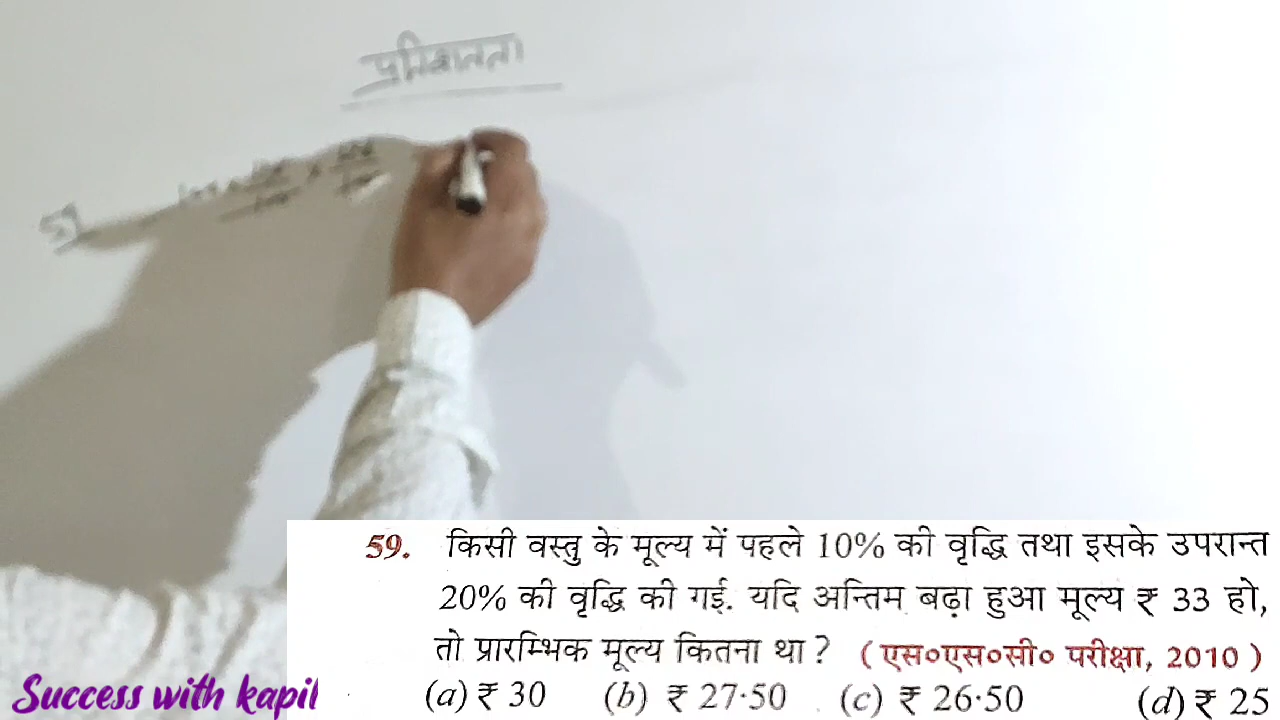 प्रतिशतता
59
59. किसी वस्तु के मूल्य में पहले 10% की वृद्धि तथा इसके उपरान्त
20% की वृद्धि की गई. यदि अन्तिम बढ़ा हुआ मूल्य ₹ 33 हो,
तो प्रारम्भिक मूल्य कितना था ? (एस०एस०सी० परीक्षा, 2010)
(a) ₹ 30 (b) ₹ 27·50 (c) ₹ 26·50 (d) ₹ 25
Success with kapil